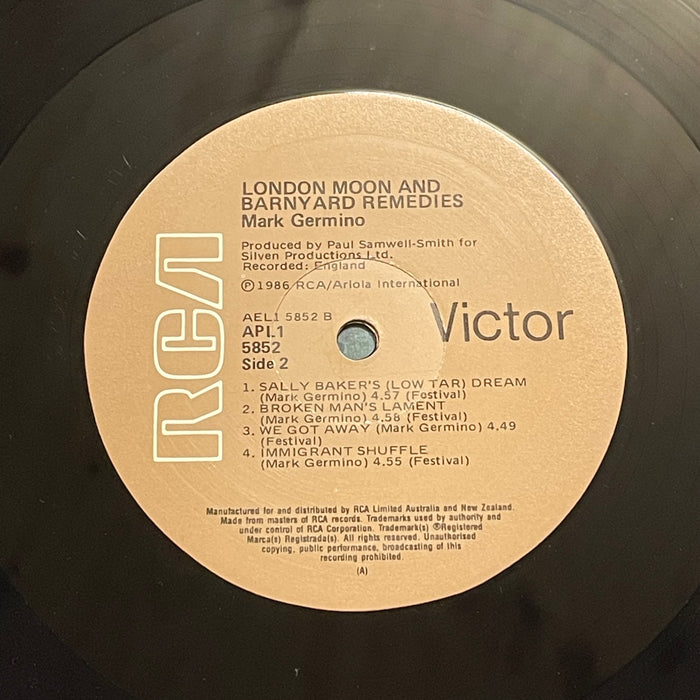 LONDON MOON AND
BARNYARD REMEDIES
Mark Germino
Produced by Paul Samwell-Smith for
Silven Productions Ltd.
Recorded: England
℗ 1986 RCA/Ariola International
RCA
Victor
AEL1 5852 B
APL1
5852
Side 2
1. SALLY BAKER'S (LOW TAR) DREAM
(Mark Germino) 4.57 (Fostival)
2. BROKEN MAN'S LAMENT
(Mark Germino) 4.58 (Festival)
3. WE GOT AWAY (Mark Germino) 4.49
(Festival)
4. IMMIGRANT SHUFFLE
(Mark Germino) 4.55 (Festival)
Manufactured for and distributed by RCA Limited Australia and New Zealand.
Made from masters of RCA records. Trademarks used by authority and
under control of RCA Corporation. Trademark(s) ®Registered
Marca(s) Registrada(s). All rights reserved. Unauthorised
copying, public performance, broadcasting of this
recording prohibited.
(A)